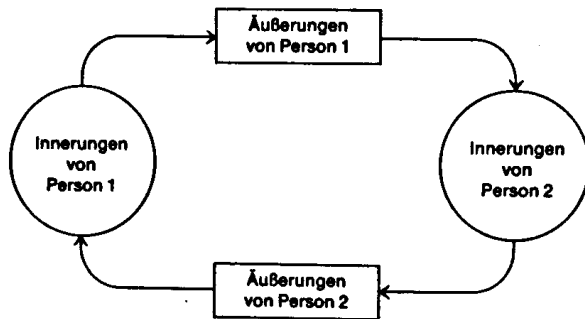 Äußerungen
von Person 1
Innerungen
von
Person 1
Innerungen
von
Person 2
Äußerungen
von Person 2